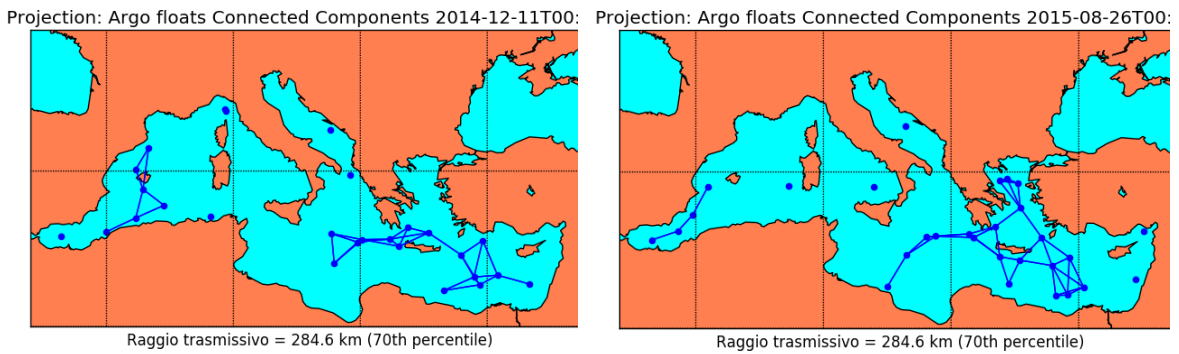 Projection: Argo floats Connected Components 2014-12-11T00:
Raggio trasmissivo = 284.6 km (70th percentile)
Projection: Argo floats Connected Components 2015-08-26T00:
Raggio trasmissivo = 284.6 km (70th percentile)